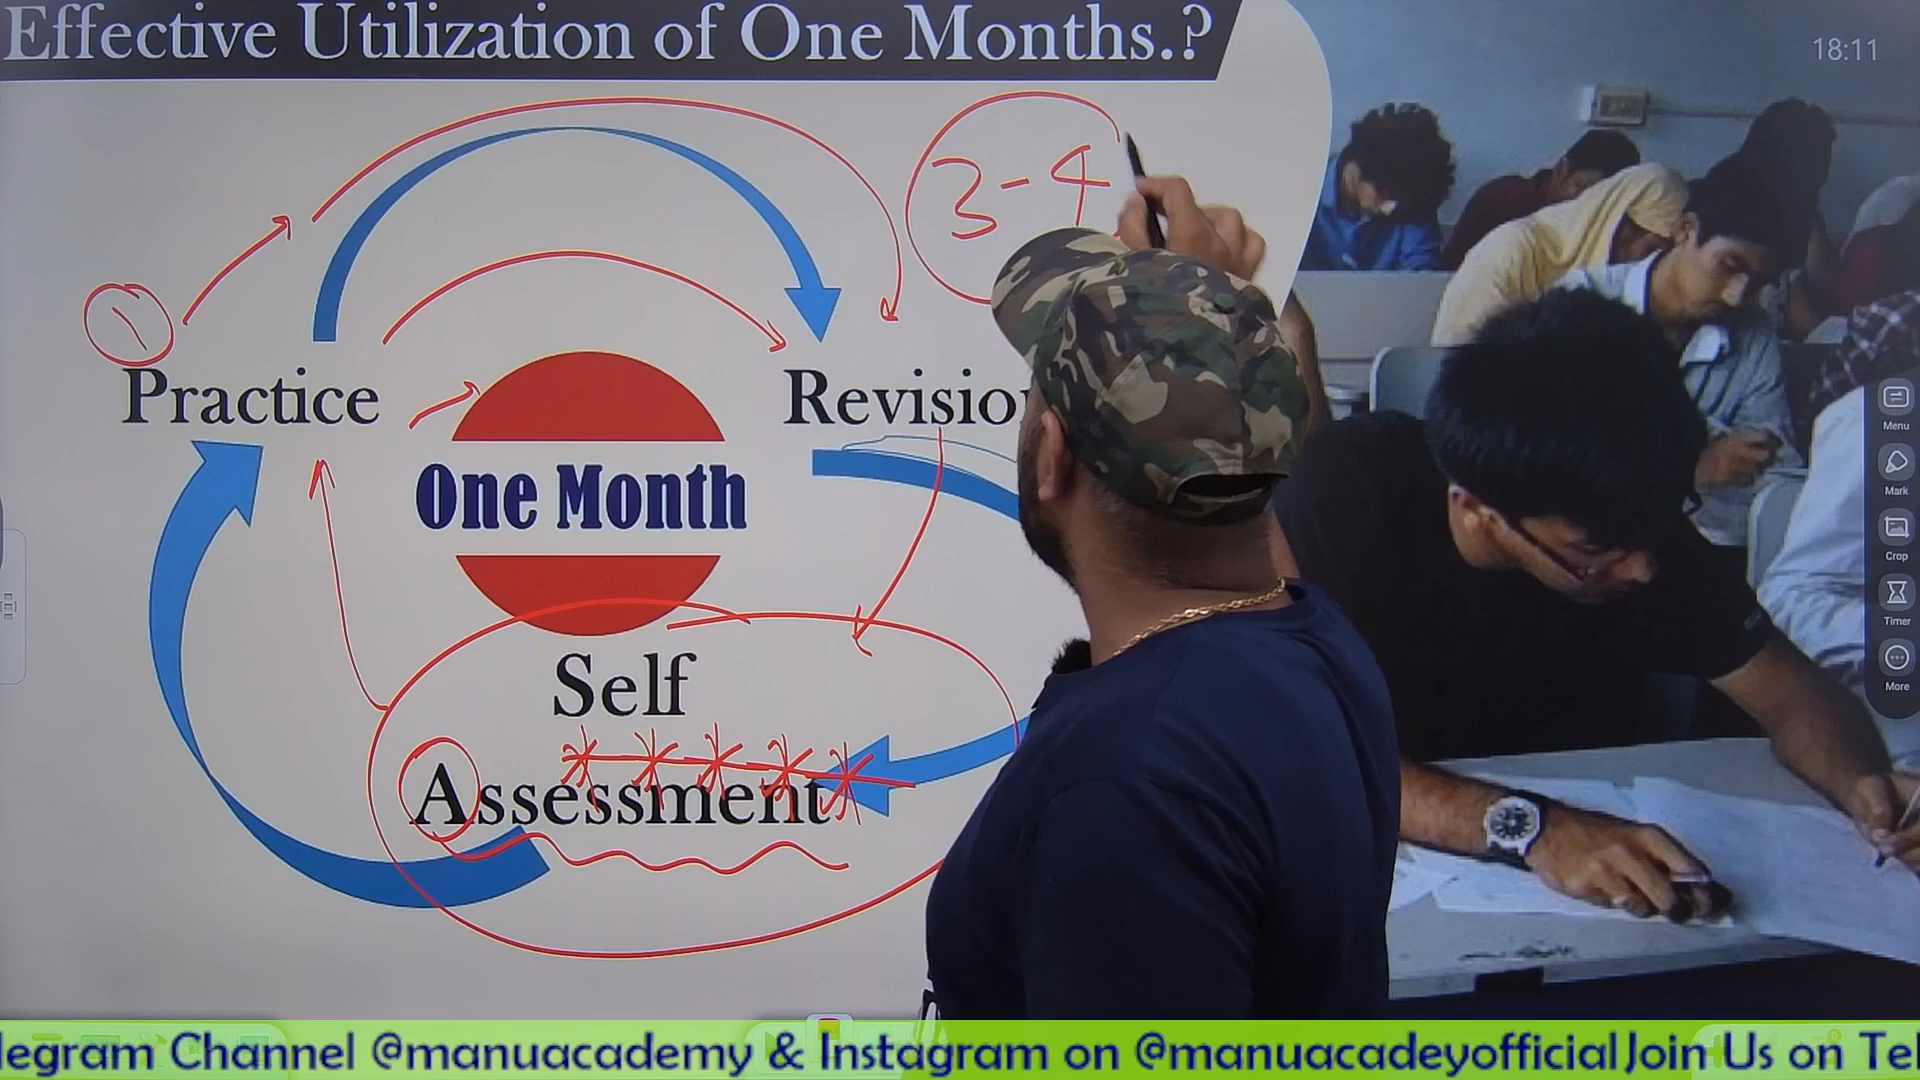 Effective Utilization of One Months.?
18:11
3-4
1
Practice
Revisio
One Month
Self
Assessment
Menu
Mark
Crop
Timer
More
legram Channel @manuacademy & Instagram on @manuacadeyofficial Join Us on Tel